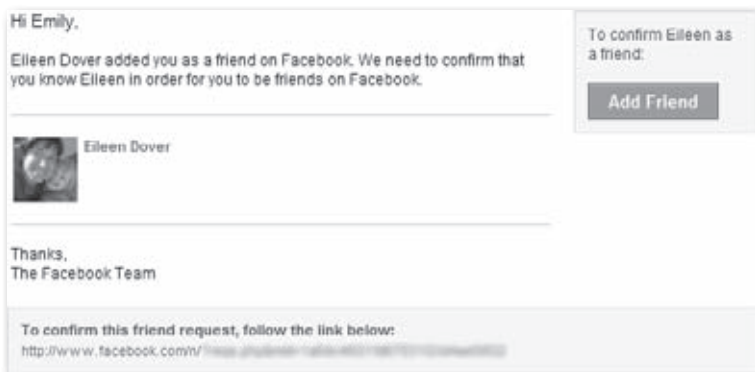 Hi Emily,
Eileen Dover added you as a friend on Facebook. We need to confirm that
you know Eileen in order for you to be friends on Facebook.
Eileen Dover
Thanks,
The Facebook Team
To confirm this friend request, follow the link below:
http://www.facebook.com/n/
To confirm Eileen as
a friend:
Add Friend